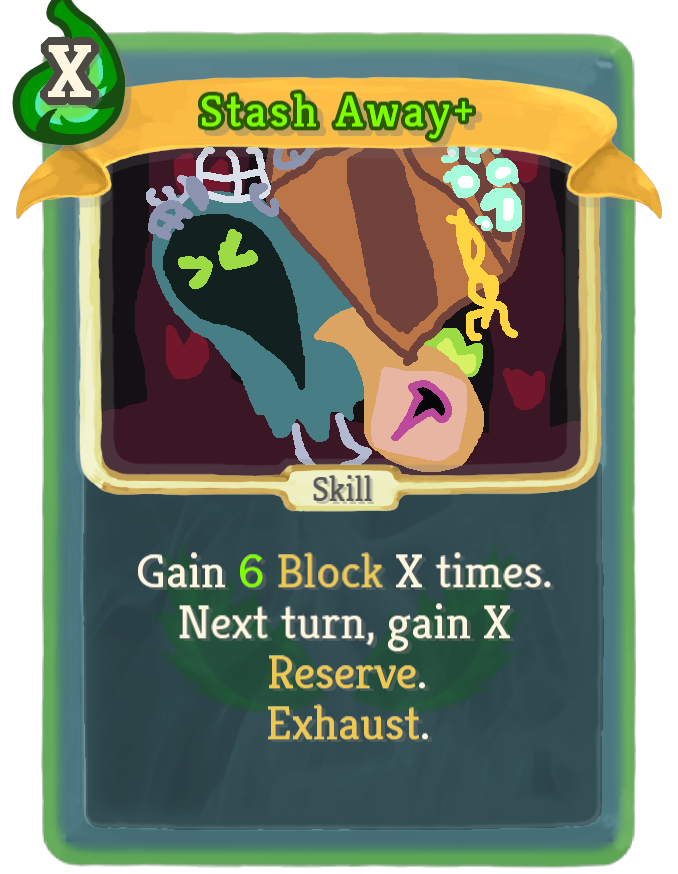 X
Stash Away+
Skill
Gain 6 Block X times.
Next turn, gain X
Reserve.
Exhaust.